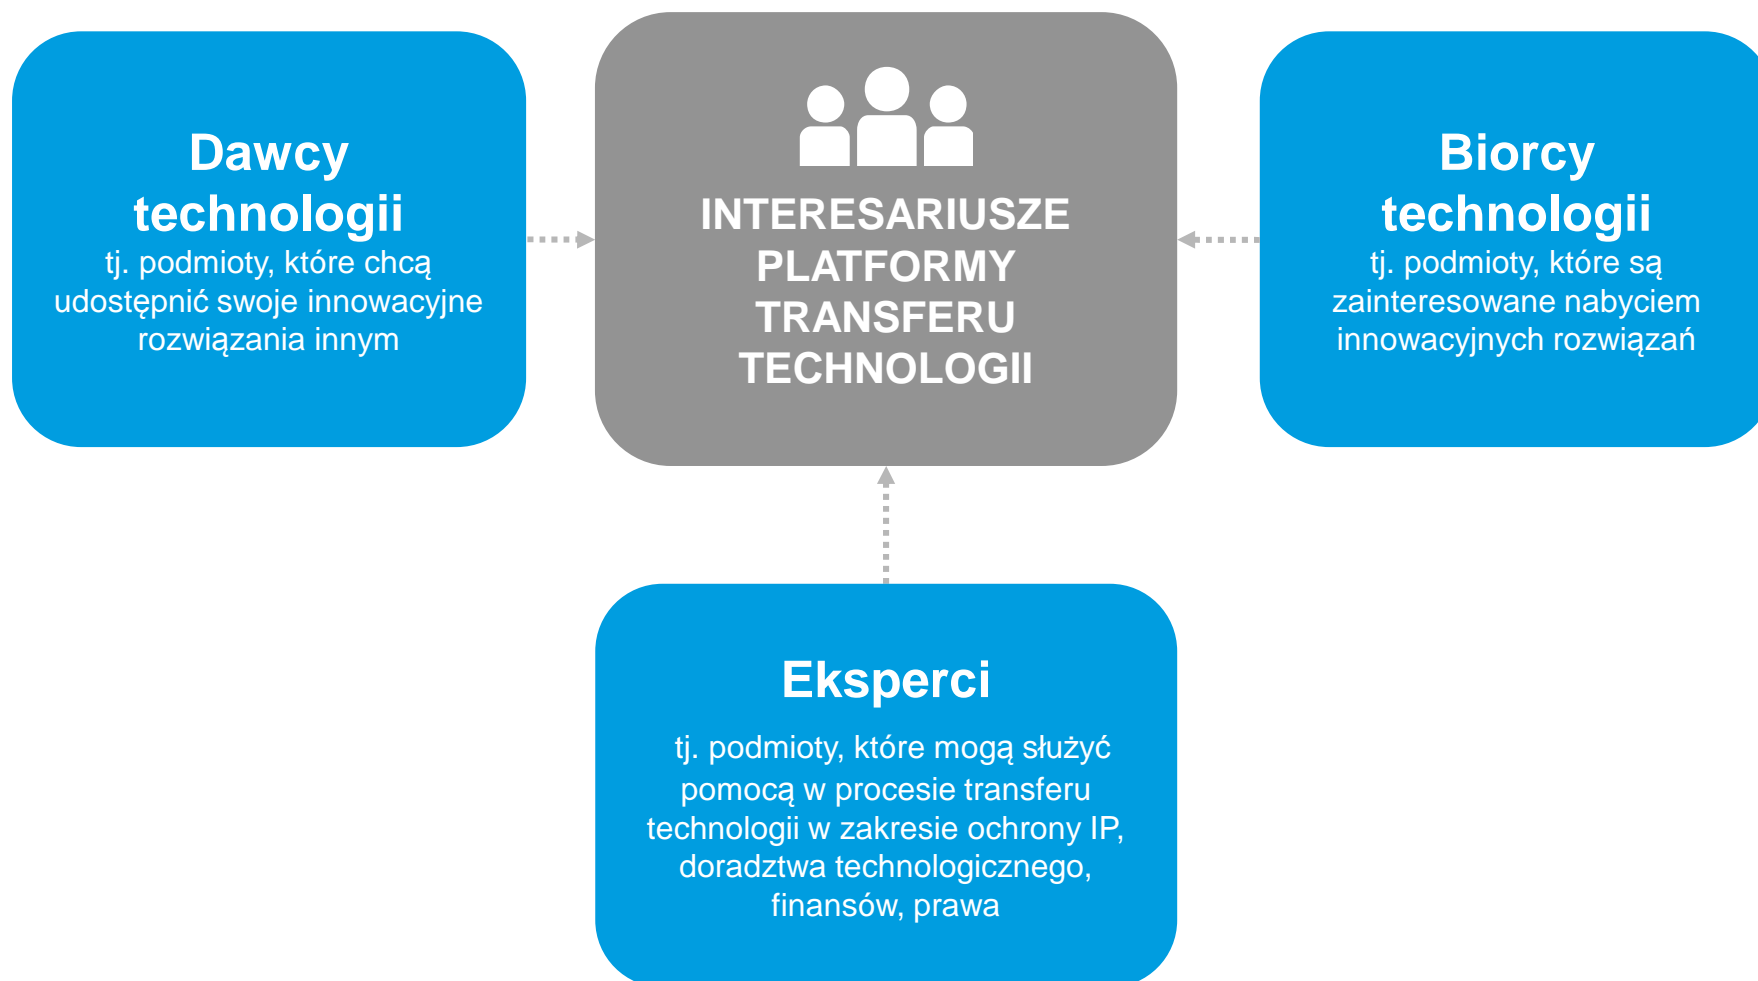 Dawcy
technologii
tj. podmioty, które chcą
udostępnić swoje innowacyjne
rozwiązania innym
INTERESARIUSZE
PLATFORMY
TRANSFERU
TECHNOLOGII
Biorcy
technologii
tj. podmioty, które są
zainteresowane nabyciem
innowacyjnych rozwiązań
Eksperci
tj. podmioty, które mogą służyć
pomocą w procesie transferu
technologii w zakresie ochrony IP,
doradztwa technologicznego,
finansów, prawa